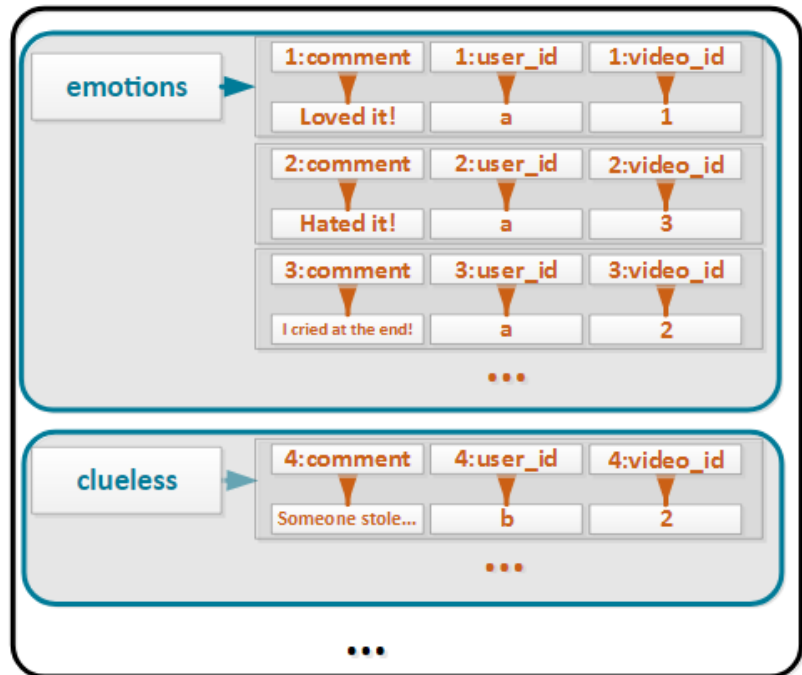 emotions
1:comment 1:user_id 1:video_id
Loved it! a 1
2:comment 2:user_id 2:video_id
Hated it! a 3
3:comment 3:user_id 3:video_id
I cried at the end! a 2
...
clueless
4:comment 4:user_id 4:video_id
Someone stole... b 2
...
...